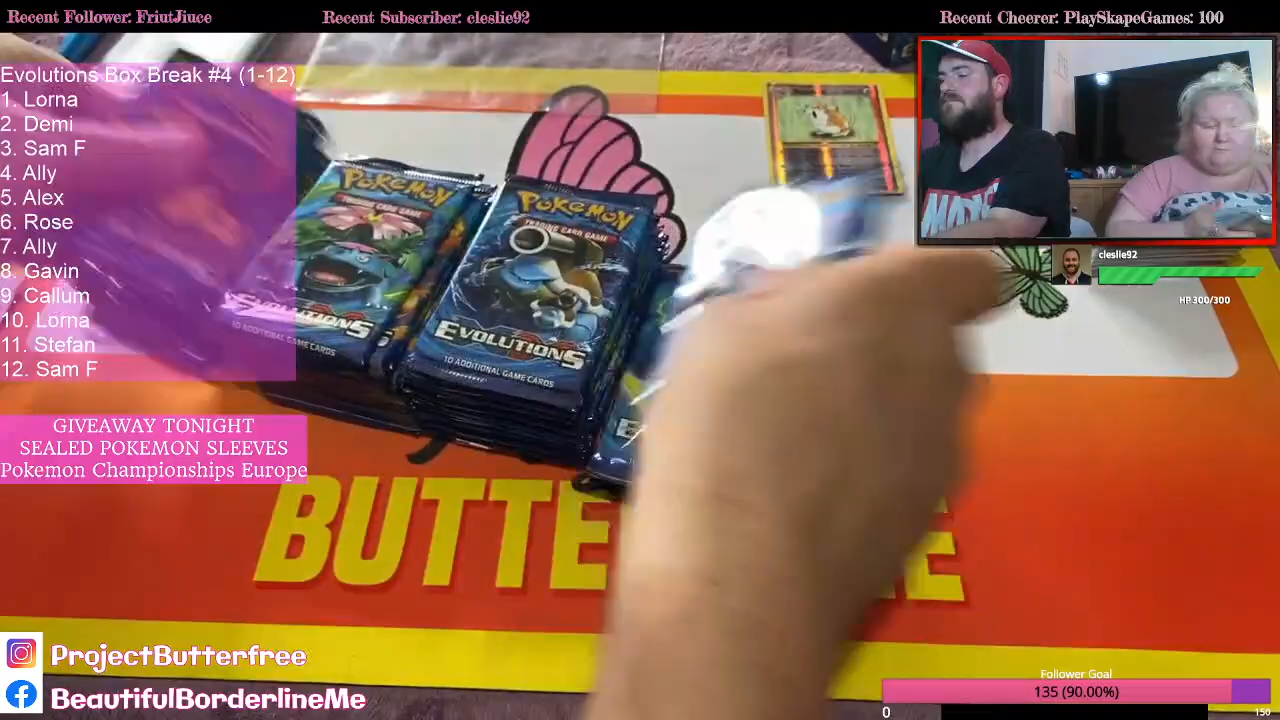 Recent Follower: FriutJiuce
Recent Subscriber: cleslie92
Recent Cheerer: PlaySkapeGames: 100
Evolutions Box Break #4 (1-12)
1. Lorna
2. Demi
3. Sam F
4. Ally
5. Alex
6. Rose
7. Ally
8. Gavin
9. Callum
10. Lorna
11. Stefan
12. Sam F
GIVEAWAY TONIGHT
SEALED POKEMON SLEEVES
Pokemon Championships Europe
POKÉMON
TRADING CARD GAME
EVOLUTIONS
10 ADDITIONAL GAME CARDS
POKÉMON
TRADING CARD GAME
EVOLUTIONS
10 ADDITIONAL GAME CARDS
cleslie92
HP 300/300
ProjectButterfree
BeautifulBorderlineMe
Follower Goal
135 (90.00%)
0
150